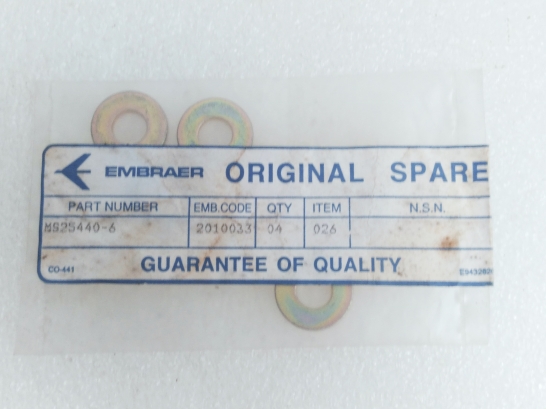 EMBRAER ORIGINAL SPARE
PART NUMBER EMB.CODE QTY ITEM N.S.N.
MS25440-6 2010033 04 026
CO-441 GUARANTEE OF QUALITY